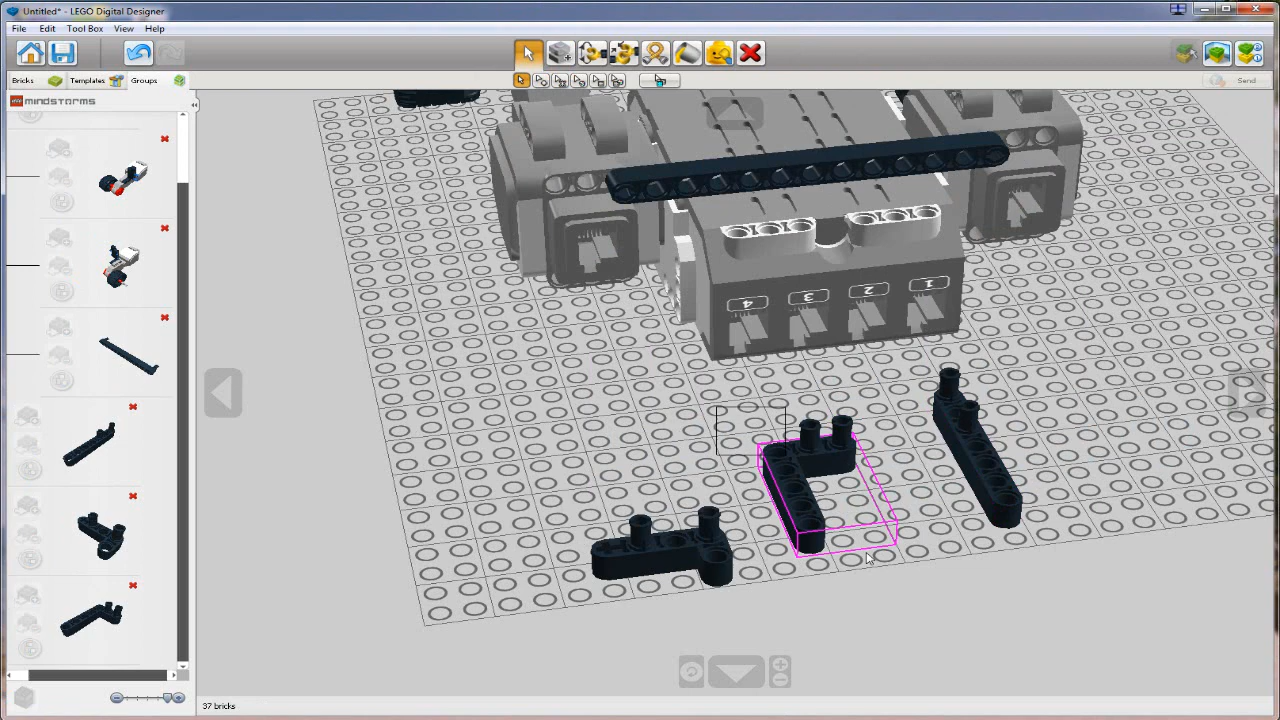 Untitled* - LEGO Digital Designer
File Edit Tool Box View Help
Bricks Templates Groups
Send
mindstorms
4 3 2 1
37 bricks